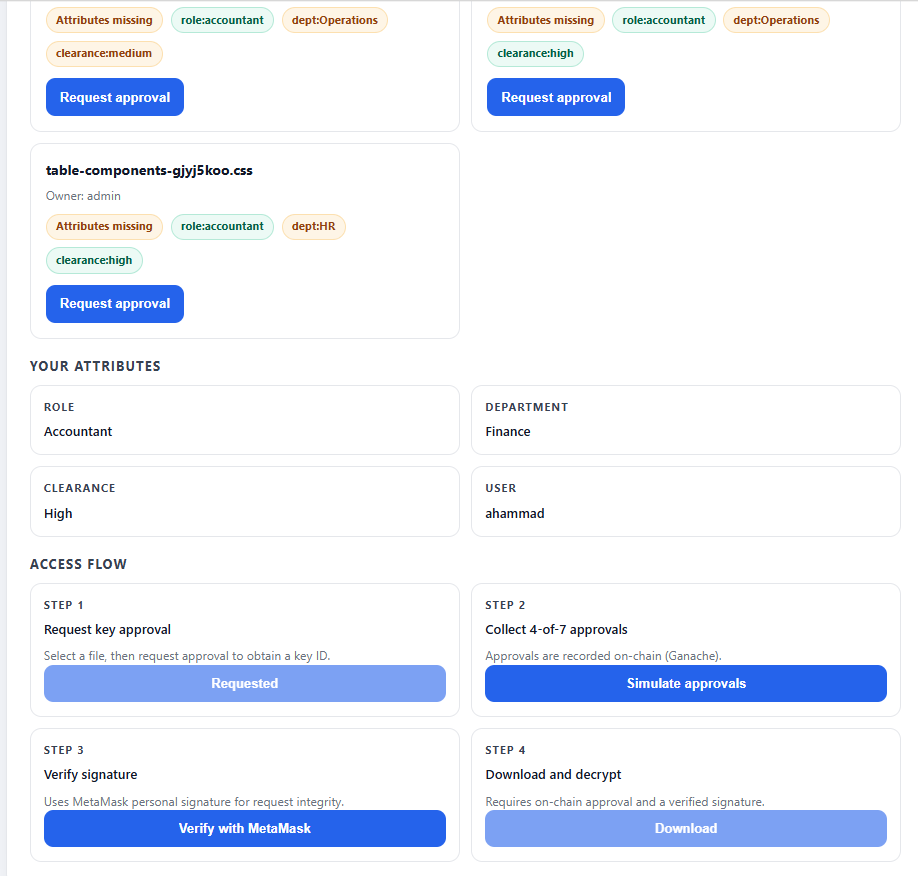 Attributes missing role:accountant dept:Operations
clearance:medium
Request approval
Attributes missing role:accountant dept:Operations
clearance:high
Request approval
table-components-gjyj5koo.css
Owner: admin
Attributes missing role:accountant dept:HR
clearance:high
Request approval
YOUR ATTRIBUTES
ROLE
Accountant
DEPARTMENT
Finance
CLEARANCE
High
USER
ahammad
ACCESS FLOW
STEP 1
Request key approval
Select a file, then request approval to obtain a key ID.
Requested
STEP 2
Collect 4-of-7 approvals
Approvals are recorded on-chain (Ganache).
Simulate approvals
STEP 3
Verify signature
Uses MetaMask personal signature for request integrity.
Verify with MetaMask
STEP 4
Download and decrypt
Requires on-chain approval and a verified signature.
Download